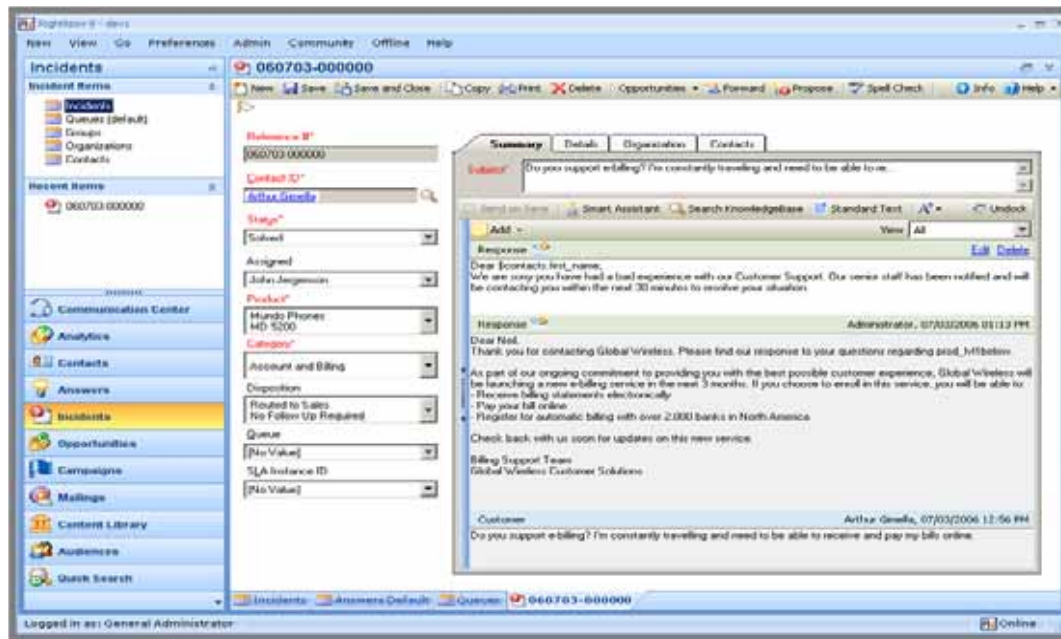 RightNow 8 - devs
New View Go Preferences Admin Community Offline Help
Incidents
060703-000000
Incident Items
New Save Save and Close Copy Print Delete Opportunities Forward Propose Spell Check Info Help
Incidents
Queues (default)
Groups
Organizations
Contacts
Recent Items
060703-000000
Communication Center
Analytics
Contacts
Answers
Incidents
Opportunities
Campaigns
Mailings
Content Library
Audiences
Quick Search
Reference #*
060703-000000
Contact ID*
Arthur
Status*
Solved
Assigned
John Jorgenson
Product*
Mundo Phones
MD 5200
Category*
Account and Billing
Disposition
Routed to Sales
No Follow Up Required
Queue
[No Value]
SLA Instance ID
[No Value]
Summary Details Organization Contacts
Subject*
Do you support e-billing? I'm constantly traveling and need to be able to re...
Send on Save Smart Assistant Search KnowledgeBase Standard Text Undock
Add View All
Response Edit Delete
Dear $contacts.first_name,
We are sorry you have had a bad experience with our Customer Support. Our senior staff has been notified and will
be contacting you within the next 30 minutes to resolve your situation.
Response Administrator, 07/03/2006 01:13 PM
Dear Neil,
Thank you for contacting Global Wireless. Please find our response to your questions regarding below.
As part of our ongoing commitment to providing you with the best possible customer experience, Global Wireless will
be launching a new e-billing service in the next 3 months. If you choose to enroll in this service, you will be able to:
- Receive billing statements electronically
- Pay your bill online
- Register for automatic billing with over 2,000 banks in North America
Check back with us soon for updates on this new service.
Billing Support Team
Global Wireless Customer Solutions
Customer Arthur 07/03/2006 12:56 PM
Do you support e-billing? I'm constantly travelling and need to be able to receive and pay my bills online.
Incidents Answers Default Queues 060703-000000
Logged in as: General Administrator Online